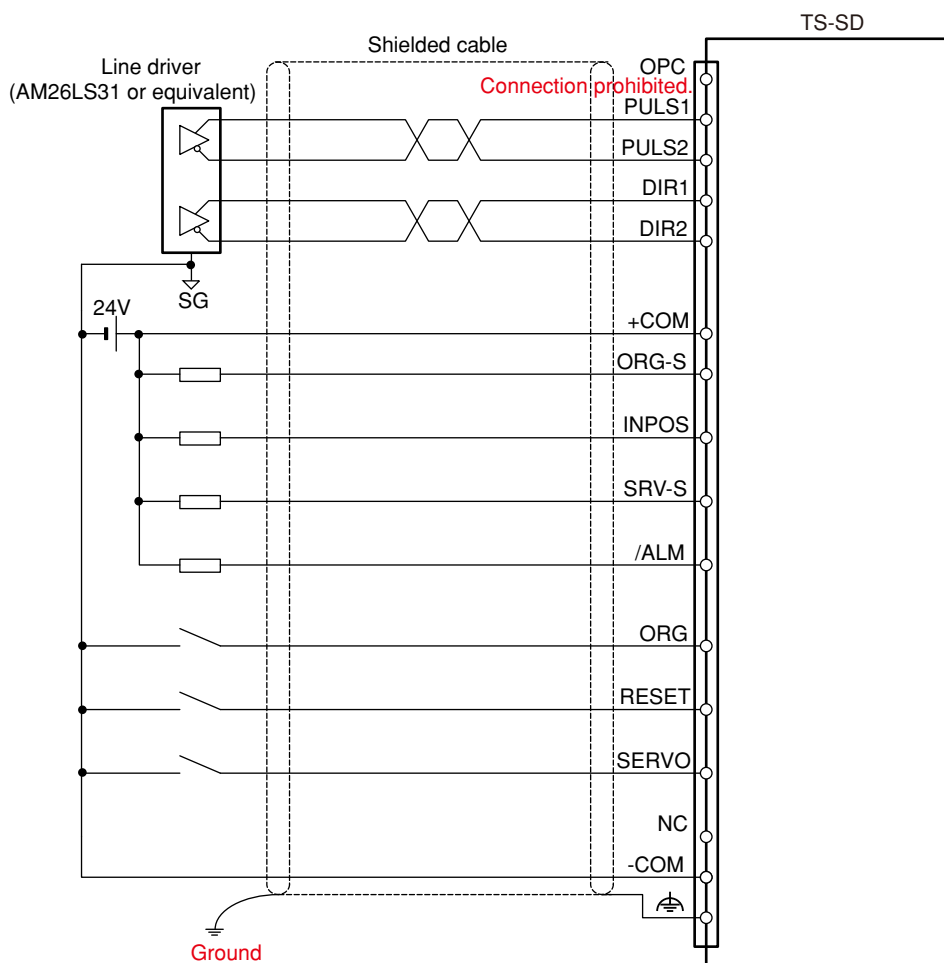 TS-SD
Shielded cable
Line driver
(AM26LS31 or equivalent)
OPC
Connection prohibited.
PULS1
PULS2
DIR1
DIR2
SG
24V
+COM
ORG-S
INPOS
SRV-S
/ALM
ORG
RESET
SERVO
NC
-COM
Ground